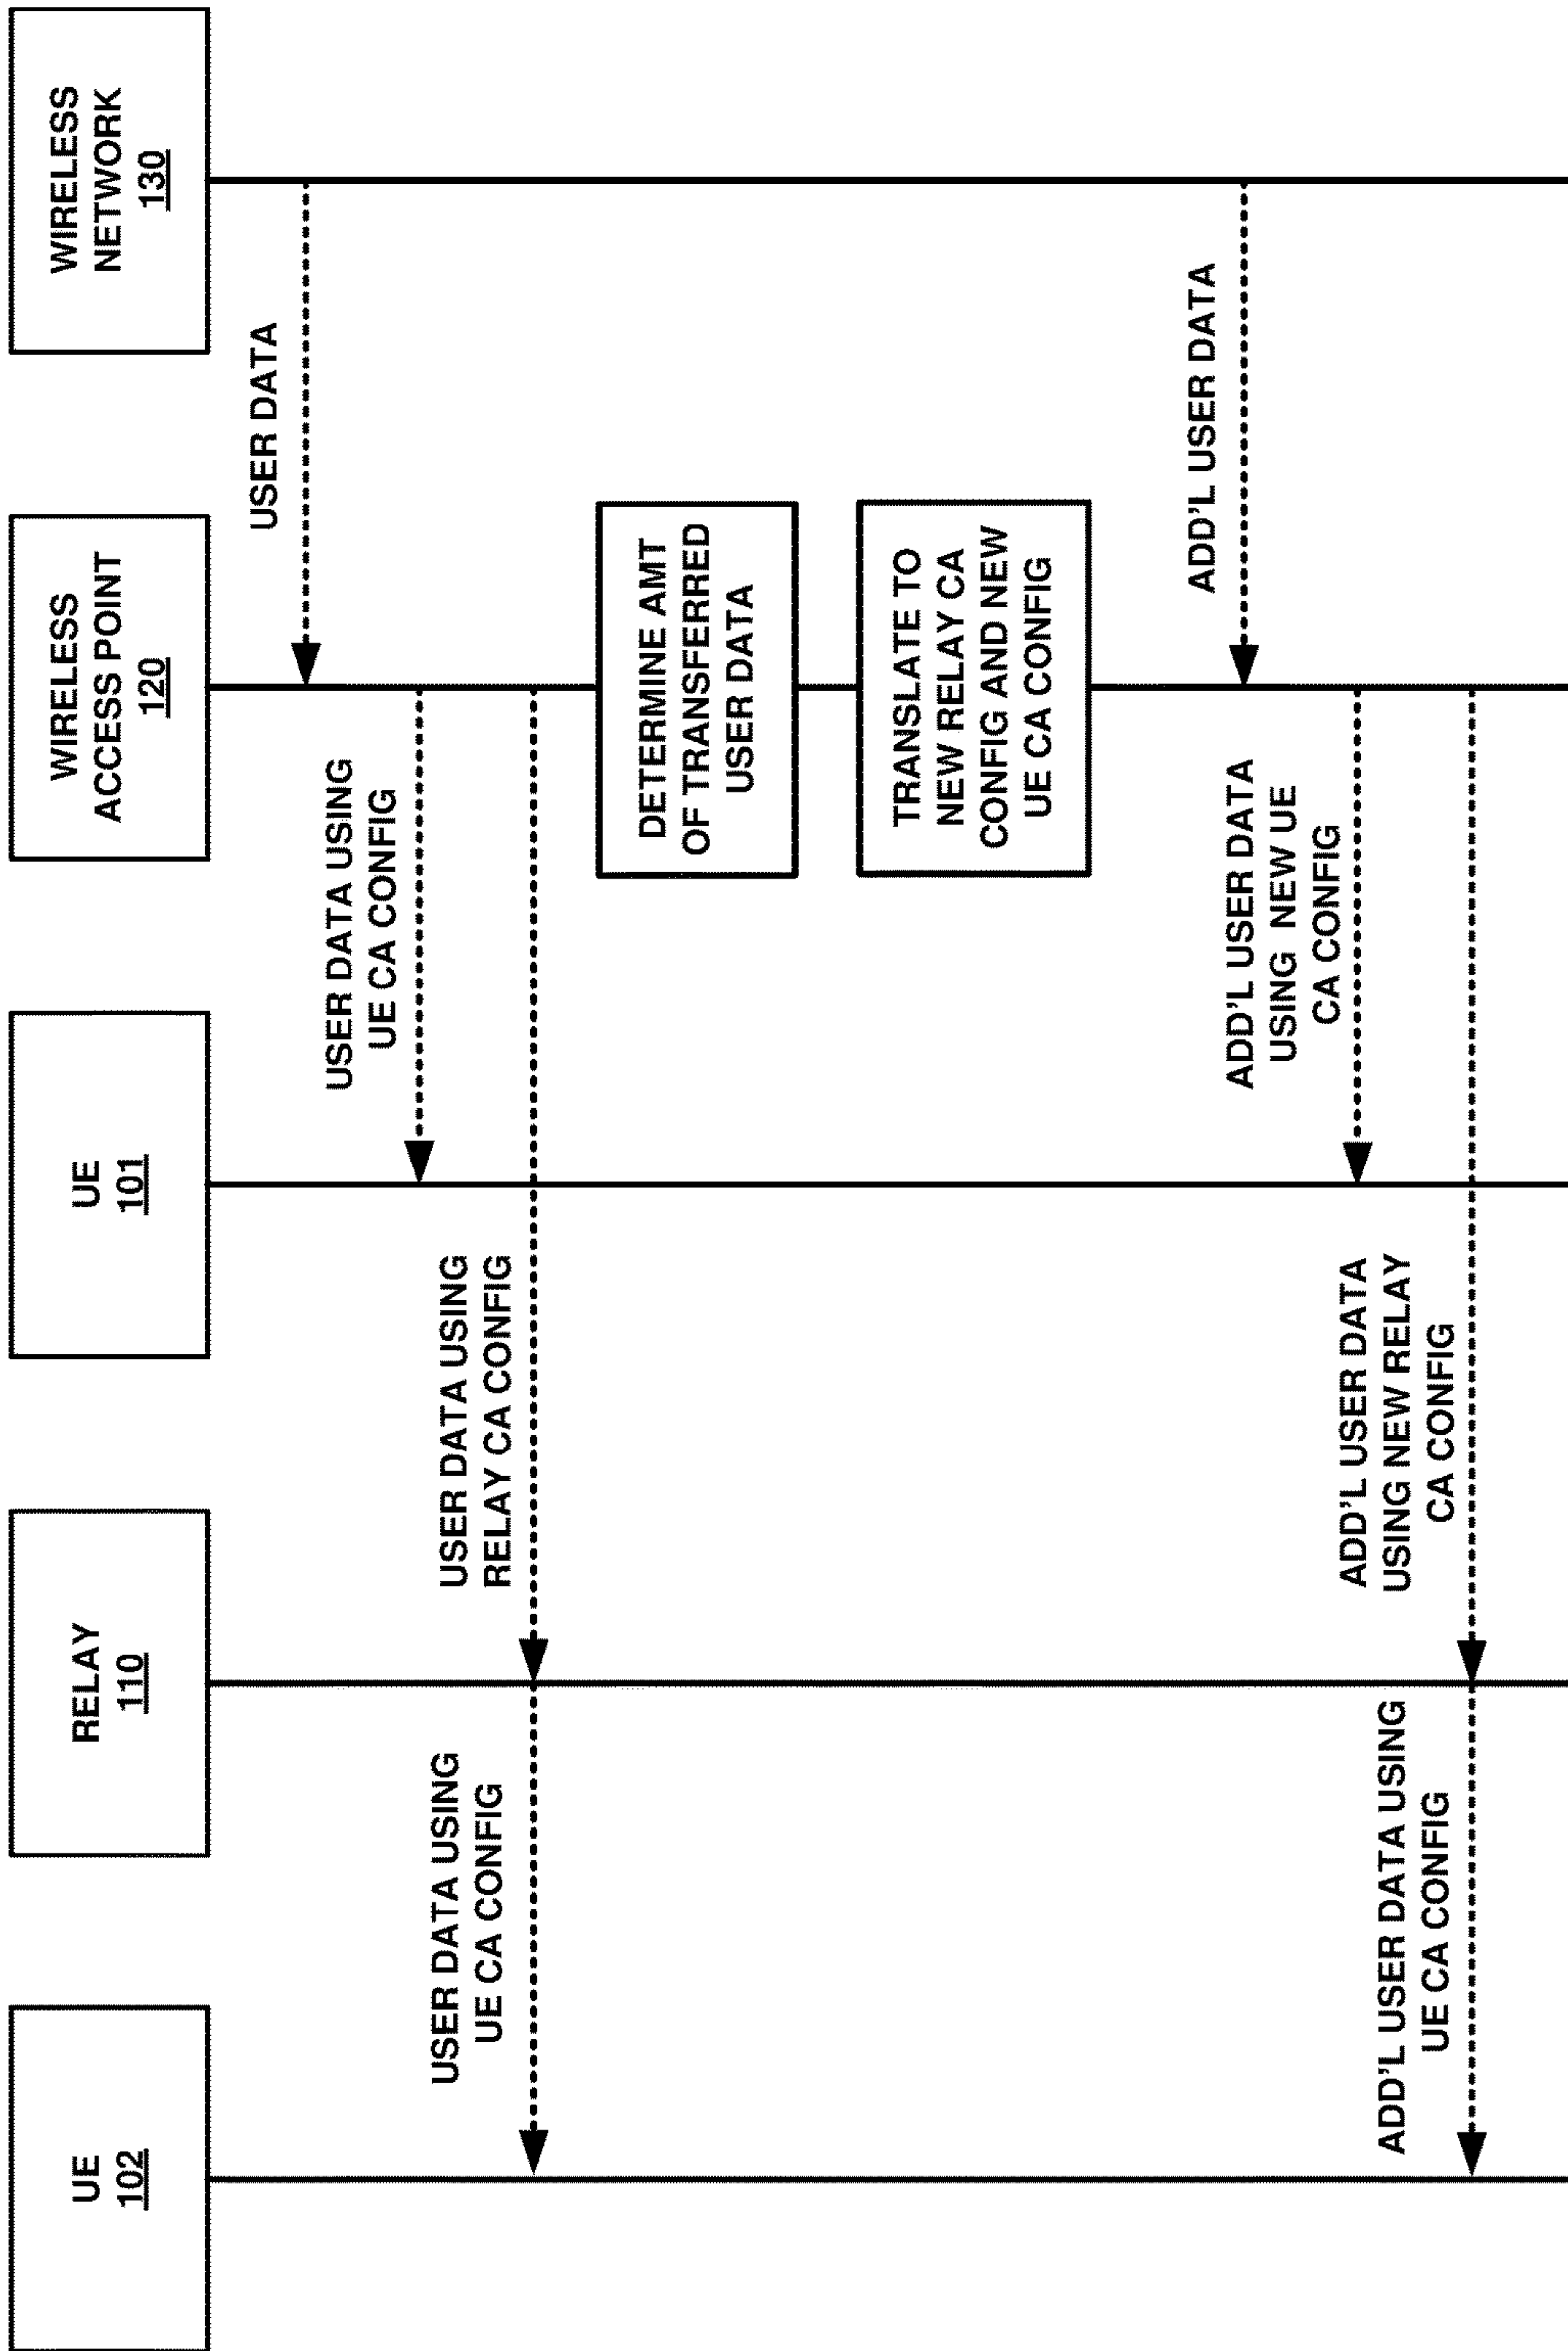 UE
102
RELAY
110
UE
101
WIRELESS
ACCESS POINT
120
WIRELESS
NETWORK
130
USER DATA
USER DATA USING
UE CA CONFIG
USER DATA USING
RELAY CA CONFIG
USER DATA USING
UE CA CONFIG
DETERMINE AMT
OF TRANSFERRED
USER DATA
TRANSLATE TO
NEW RELAY CA
CONFIG AND NEW
UE CA CONFIG
ADD'L USER DATA
ADD'L USER DATA
USING NEW UE
CA CONFIG
ADD'L USER DATA
USING NEW RELAY
CA CONFIG
ADD'L USER DATA USING
UE CA CONFIG